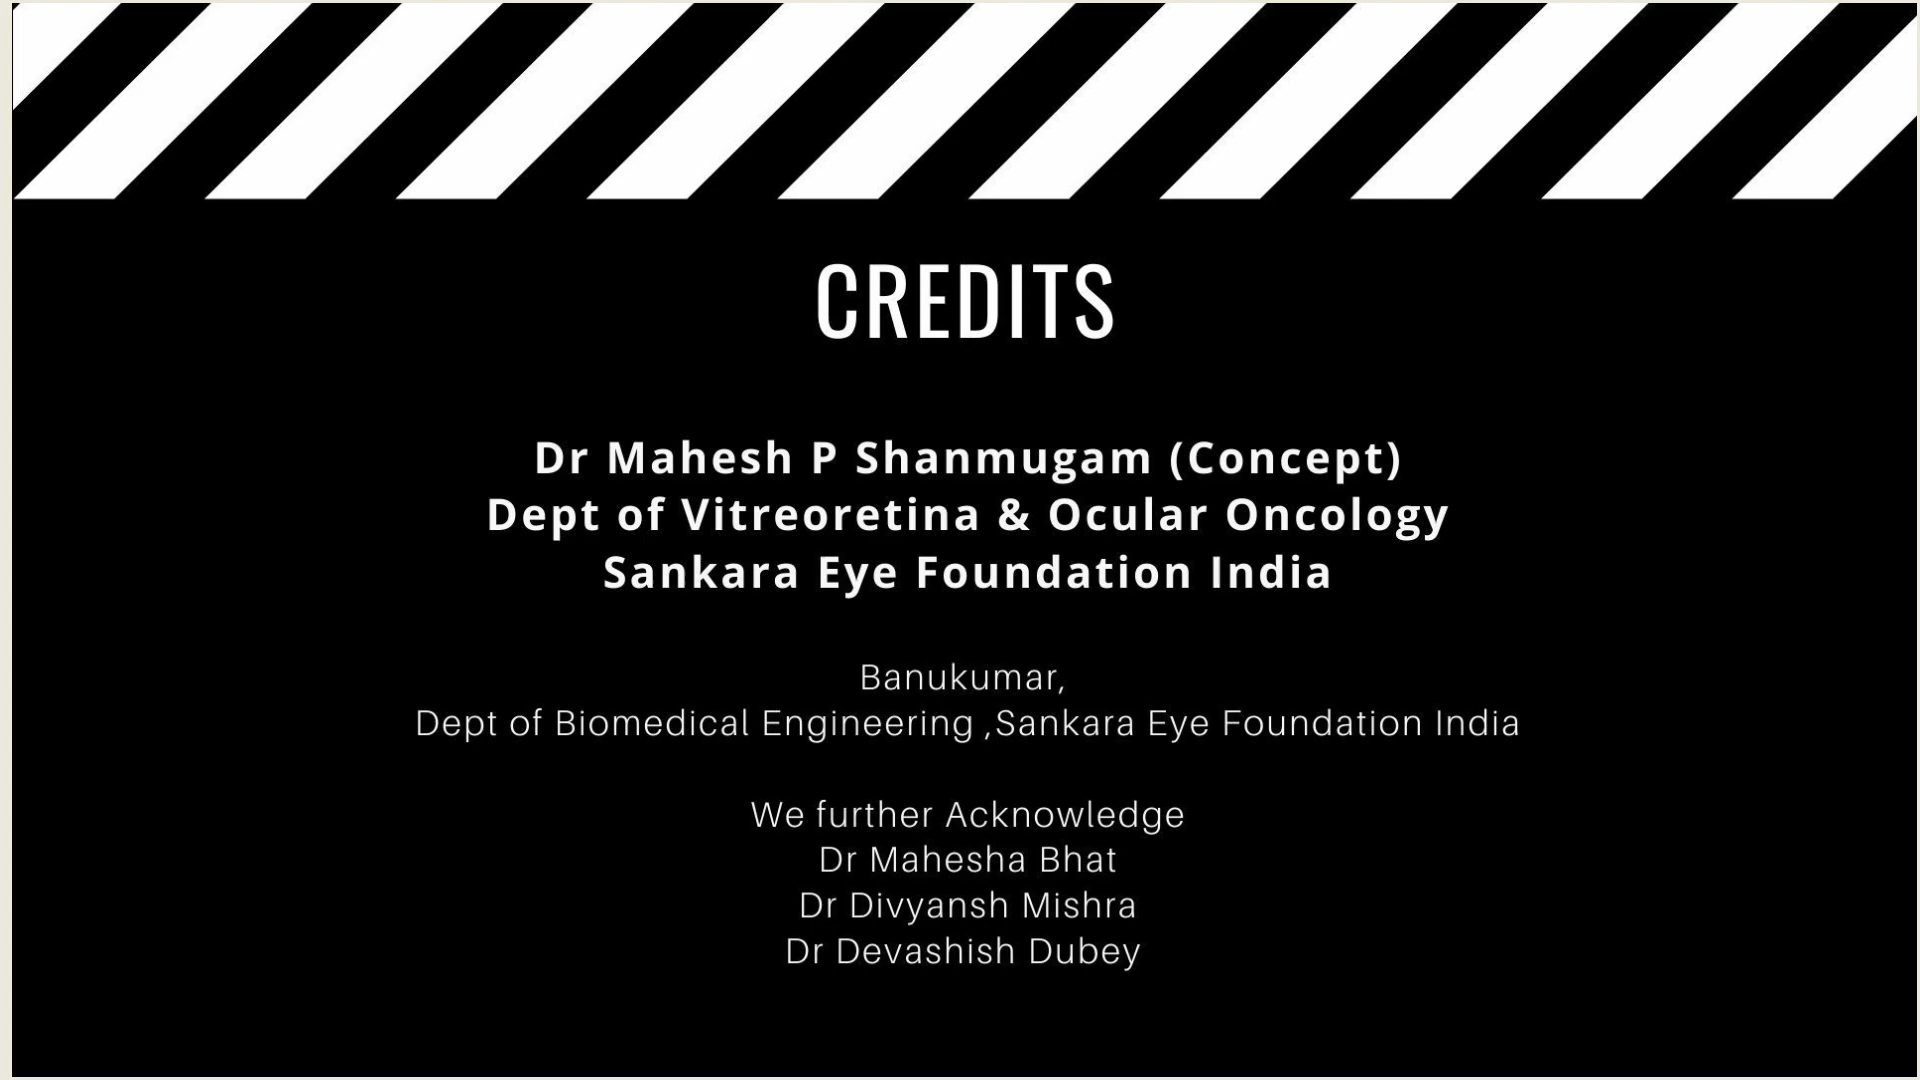 CREDITS
Dr Mahesh P Shanmugam (Concept)
Dept of Vitreoretina & Ocular Oncology
Sankara Eye Foundation India
Banukumar,
Dept of Biomedical Engineering ,Sankara Eye Foundation India
We further Acknowledge
Dr Mahesha Bhat
Dr Divyansh Mishra
Dr Devashish Dubey